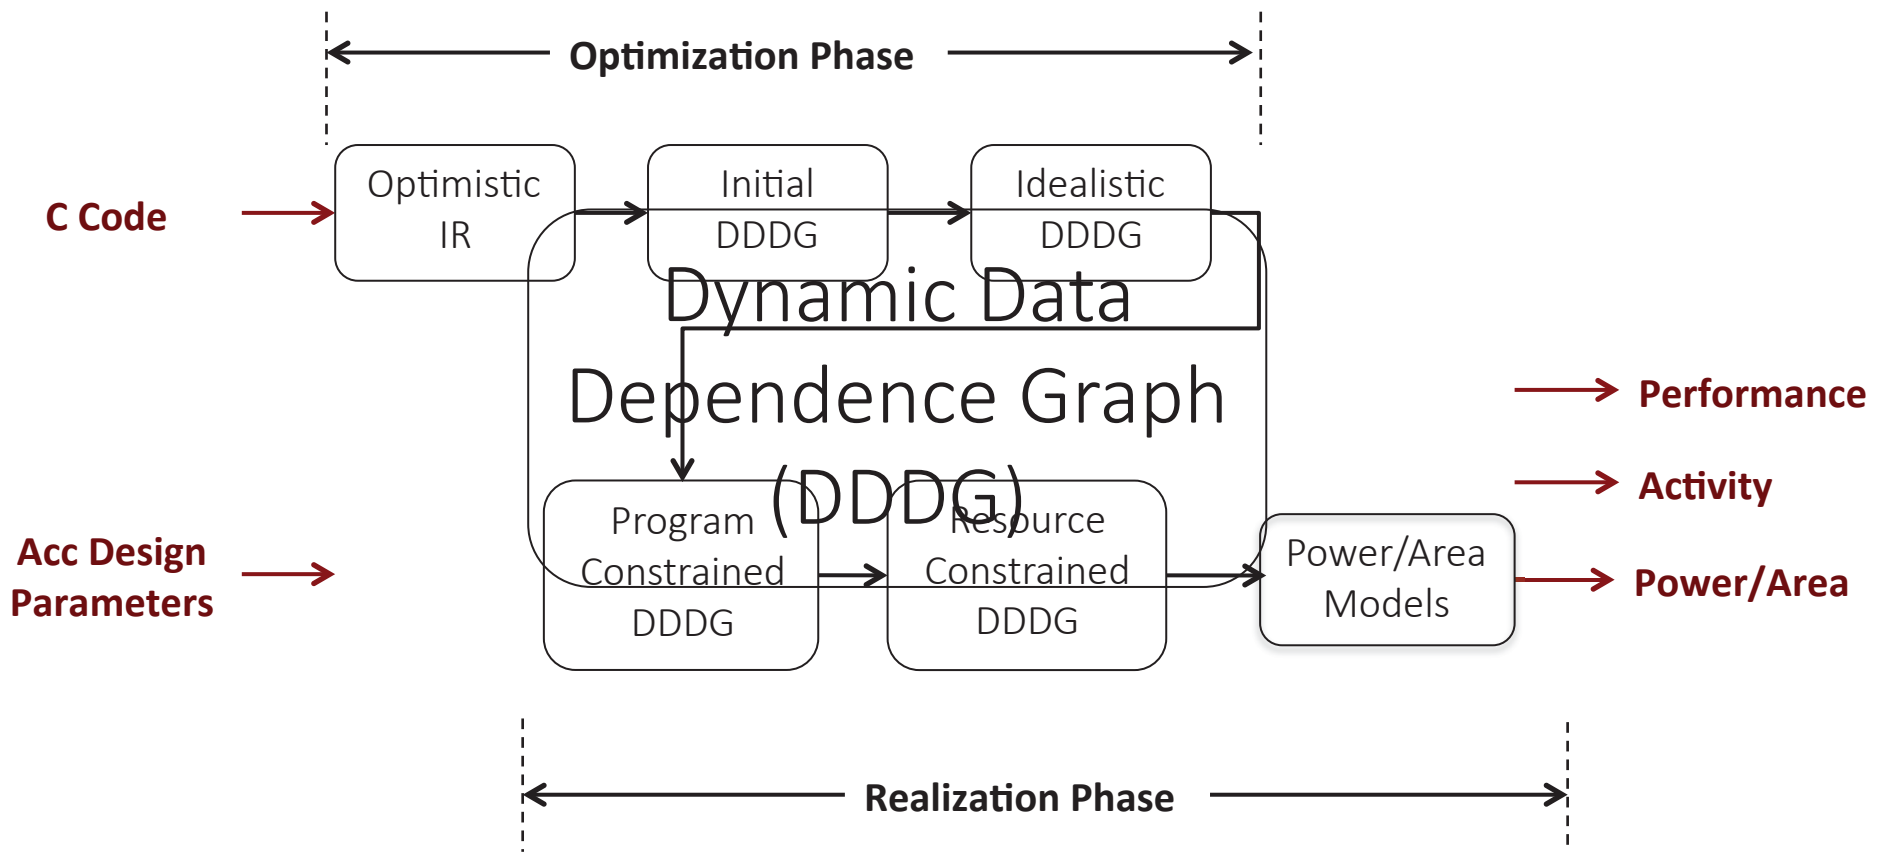 Optimization Phase
Optimistic
IR
Initial
DDDG
Idealistic
DDDG
C Code
Dynamic Data
Dependence Graph
(DDDG)
Program
Constrained
DDDG
Resource
Constrained
DDDG
Power/Area
Models
Acc Design
Parameters
Performance
Activity
Power/Area
Realization Phase